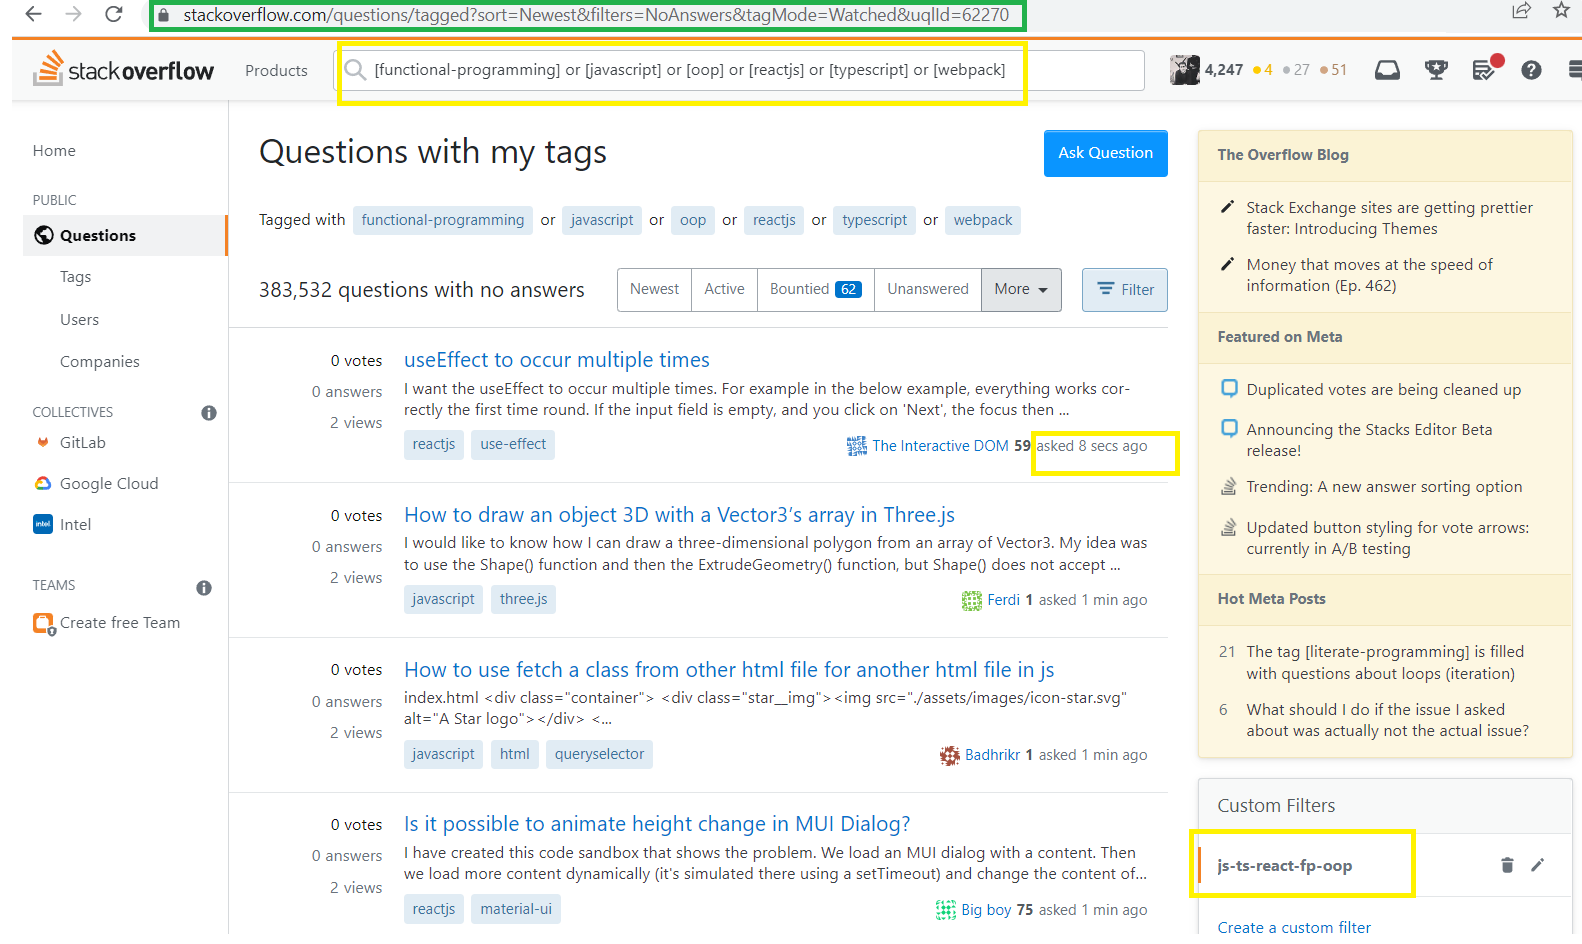 stackoverflow.com/questions/tagged?sort=Newest&filters=NoAnswers&tagMode=Watched&uqlId=62270
stackoverflow
Products
[functional-programming] or [javascript] or [oop] or [reactjs] or [typescript] or [webpack]
4,247 4 27 51
Home
PUBLIC
Questions
Tags
Users
Companies
COLLECTIVES
GitLab
Google Cloud
intel Intel
TEAMS
Create free Team
Questions with my tags
Ask Question
Tagged with functional-programming or javascript or oop or reactjs or typescript or webpack
383,532 questions with no answers
Newest Active Bountied 62 Unanswered More Filter
0 votes
0 answers
2 views
useEffect to occur multiple times
I want the useEffect to occur multiple times. For example in the below example, everything works cor-
rectly the first time round. If the input field is empty, and you click on 'Next', the focus then ...
reactjs use-effect
The Interactive DOM 59 asked 8 secs ago
0 votes
0 answers
2 views
How to draw an object 3D with a Vector3's array in Three.js
I would like to know how I can draw a three-dimensional polygon from an array of Vector3. My idea was
to use the Shape() function and then the ExtrudeGeometry() function, but Shape() does not accept ...
javascript three.js
Ferdi 1 asked 1 min ago
0 votes
0 answers
2 views
How to use fetch a class from other html file for another html file in js
index.html <div class="container"> <div class="star__img"><img src="./assets/images/icon-star.svg"
alt="A Star logo"></div> <...
javascript html queryselector
Badhrikr 1 asked 1 min ago
0 votes
0 answers
2 views
Is it possible to animate height change in MUI Dialog?
I have created this code sandbox that shows the problem. We load an MUI dialog with a content. Then
we load more content dynamically (it's simulated there using a setTimeout) and change the content of...
reactjs material-ui
Big boy 75 asked 1 min ago
The Overflow Blog
Stack Exchange sites are getting prettier
faster: Introducing Themes
Money that moves at the speed of
information (Ep. 462)
Featured on Meta
Duplicated votes are being cleaned up
Announcing the Stacks Editor Beta
release!
Trending: A new answer sorting option
Updated button styling for vote arrows:
currently in A/B testing
Hot Meta Posts
21 The tag [literate-programming] is filled
with questions about loops (iteration)
6 What should I do if the issue I asked
about was actually not the actual issue?
Custom Filters
js-ts-react-fp-oop
Create a custom filter